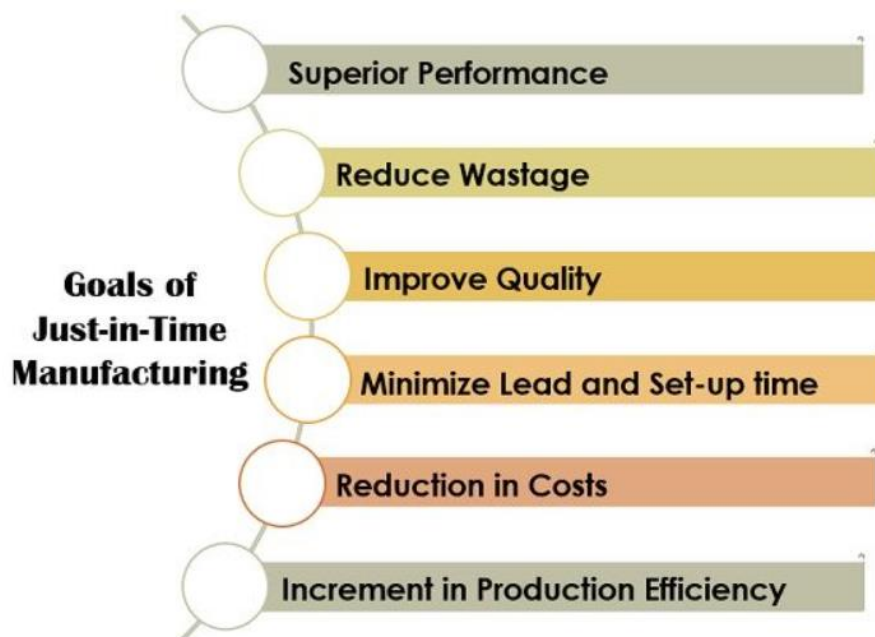 Goals of
Just-in-Time
Manufacturing
Superior Performance
Reduce Wastage
Improve Quality
Minimize Lead and Set-up time
Reduction in Costs
Increment in Production Efficiency